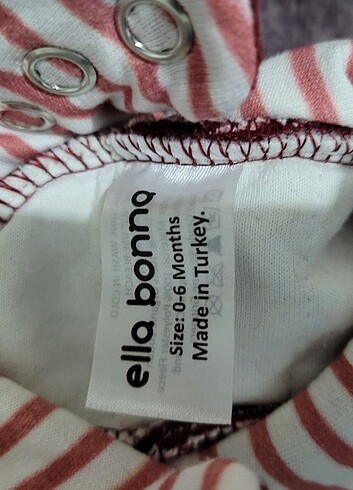 ella bonna
Size: 0-6 Months
Made in Turkey.